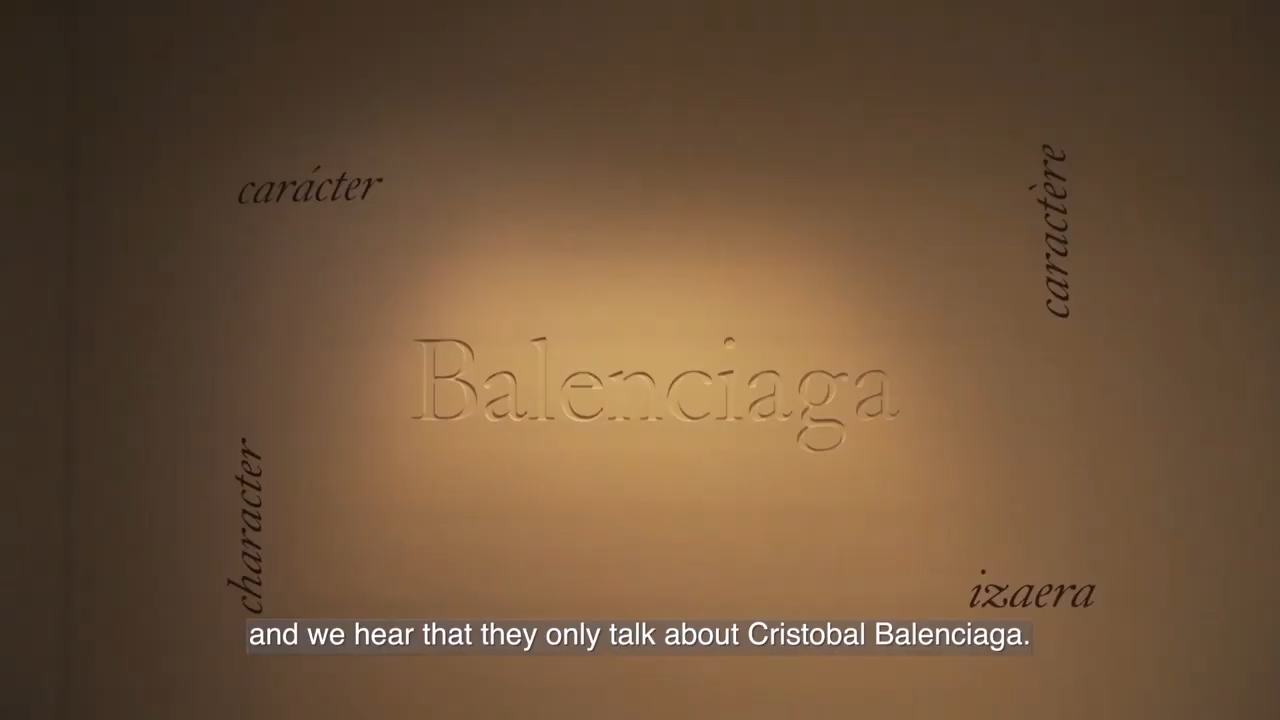 carácter
caractère
Balenciaga
character
izaera
and we hear that they only talk about Cristobal Balenciaga.